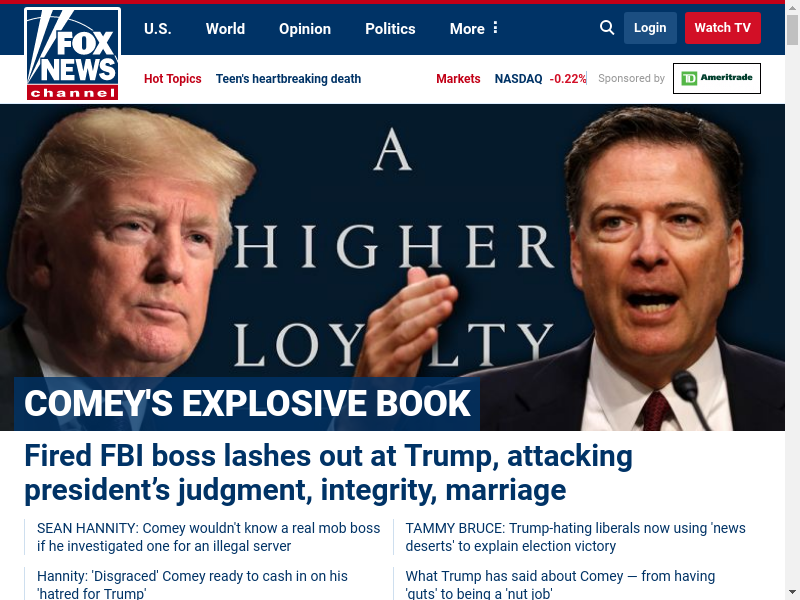 U.S. World Opinion Politics More Login Watch TV
FOX
NEWS
channel
Hot Topics Teen's heartbreaking death Markets NASDAQ -0.22% Sponsored by TD Ameritrade
A
HIGHER
LOYALTY
COMEY'S EXPLOSIVE BOOK
Fired FBI boss lashes out at Trump, attacking
president's judgment, integrity, marriage
SEAN HANNITY: Comey wouldn't know a real mob boss
if he investigated one for an illegal server
TAMMY BRUCE: Trump-hating liberals now using 'news
deserts' to explain election victory
Hannity: 'Disgraced' Comey ready to cash in on his
'hatred for Trump'
What Trump has said about Comey — from having
'guts' to being a 'nut job'